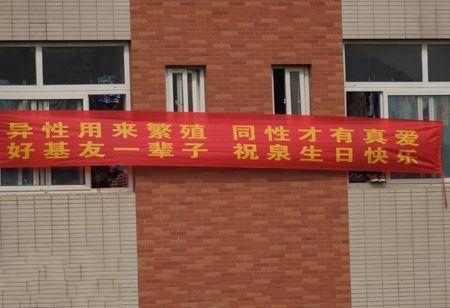 异性用来繁殖 同性才有真爱
好基友一辈子 祝泉生日快乐